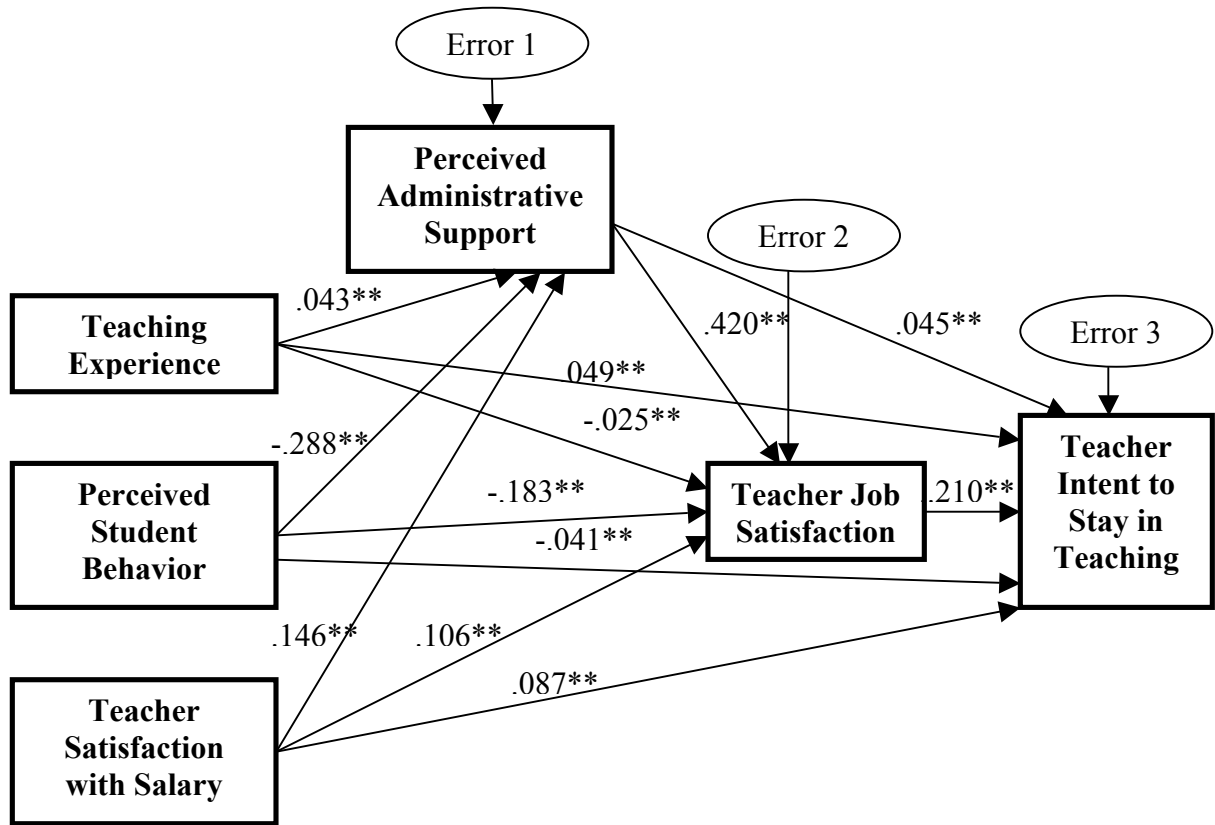 Error 1
Perceived
Administrative
Support
Error 2
Error 3
Teaching
Experience
.043**
.420**
.045**
049**
-.025**
-.288**
Perceived
Student
Behavior
-.183**
-.041**
Teacher Job
Satisfaction
.210**
Teacher
Intent to
Stay in
Teaching
.146**
.106**
.087**
Teacher
Satisfaction
with Salary